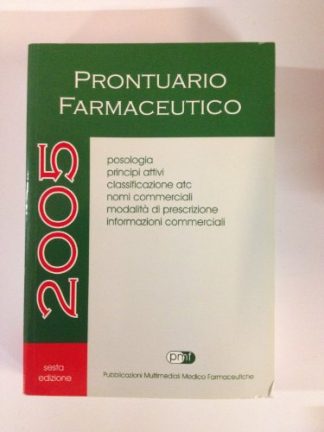 PRONTUARIO
FARMACEUTICO
2005
posologia
principi attivi
classificazione atc
nomi commerciali
modalità di prescrizione
informazioni commerciali
sesta
edizione
pmf
Pubblicazioni Multimediali Medico Farmaceutiche